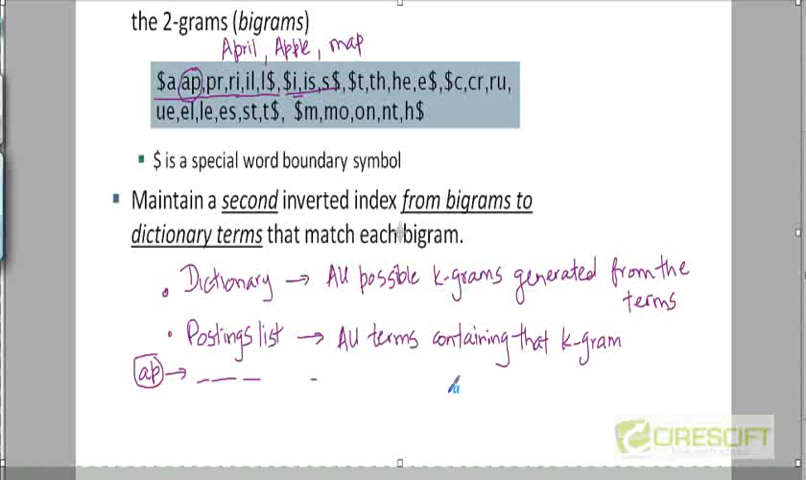 the 2-grams (bigrams)
April, Apple, map
$a,ap,pr,ri,il,l$,$i,is,s$,$t,th,he,e$,$c,cr,ru,
ue,el,le,es,st,t$, $m,mo,on,nt,h$
$ is a special word boundary symbol
Maintain a second inverted index from bigrams to
dictionary terms that match each bigram.
Dictionary → All possible k-grams generated from the
terms
Postings list → All terms containing that k-gram
ap →